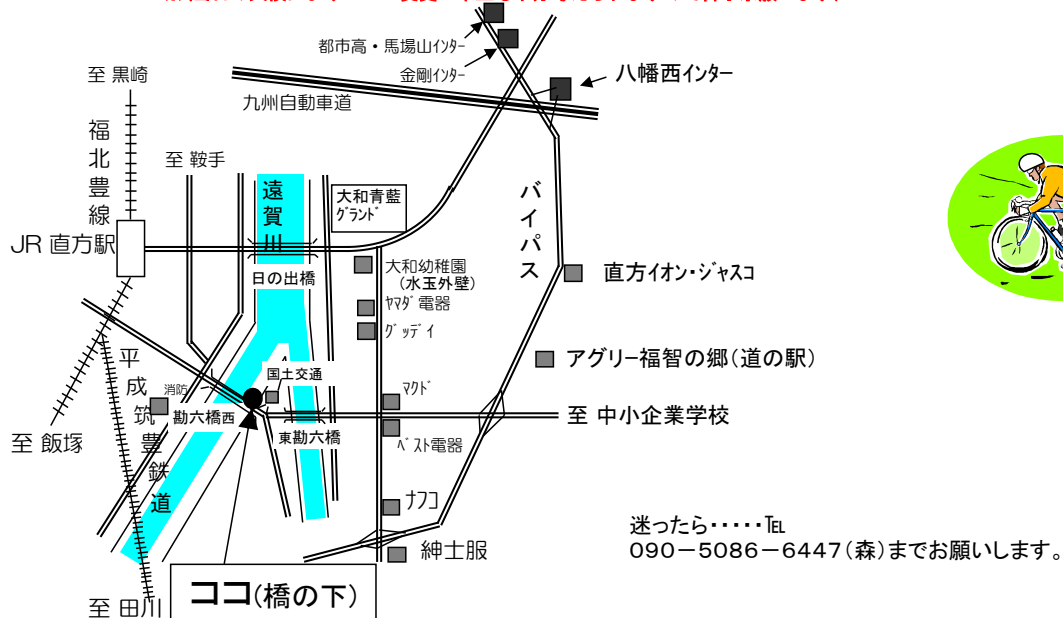 都市高・馬場山ｲﾝﾀｰ
金剛ｲﾝﾀｰ
八幡西インター
至 黒崎
九州自動車道
福北豊線
至 鞍手
遠賀川
大和青藍
ｸﾞﾗﾝﾄﾞ
バイパス
JR 直方駅
日の出橋
大和幼稚園
(水玉外壁)
ﾔﾏﾀﾞ電器
ｸﾞｯﾃﾞｲ
直方イオン・ジャスコ
アグリー福智の郷(道の駅)
平成筑豊鉄道
国土交通
消防
勘六橋西
東勘六橋
ﾏｸﾄﾞ
至 中小企業学校
至 飯塚
ﾍﾞｽﾄ電器
ﾅﾌｺ
紳士服
迷ったら・・・・・℡
090－5086－6447(森)までお願いします。
ココ(橋の下)
至 田川